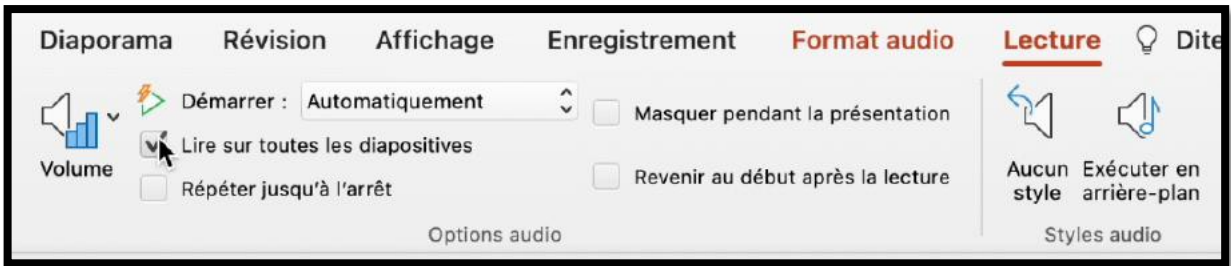 Diaporama Révision Affichage Enregistrement Format audio Lecture Dite
Démarrer : Automatiquement
Masquer pendant la présentation
Lire sur toutes les diapositives
Volume
Répéter jusqu'à l'arrêt
Revenir au début après la lecture
Aucun style
Exécuter en arrière-plan
Options audio
Styles audio